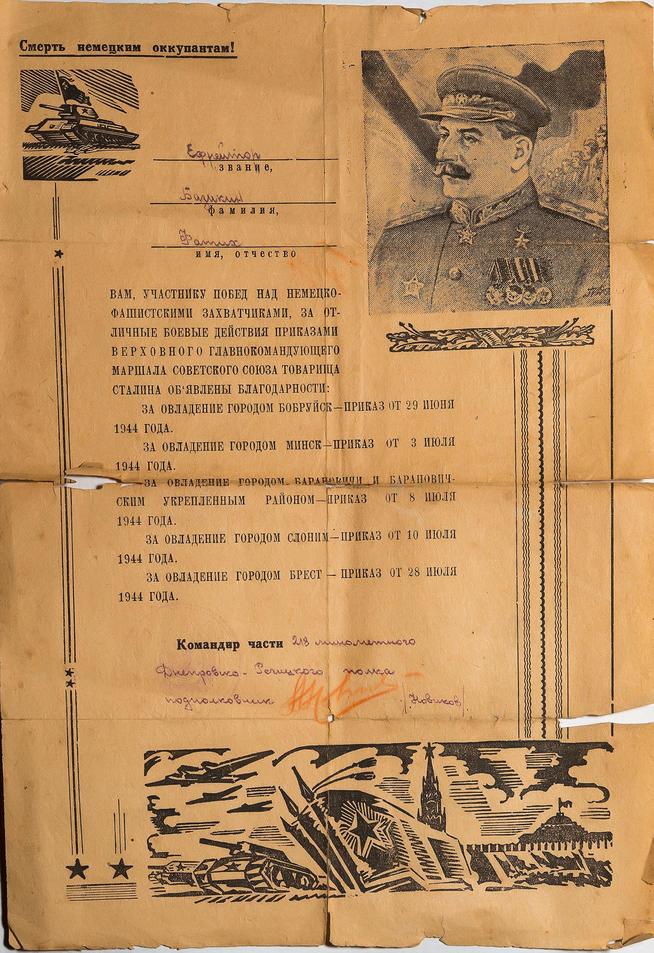 Смерть немецким оккупантам!
Ефрейтор
звание,
Базикин
фамилия,
Фатих
имя, отчество
ВАМ, УЧАСТНИКУ ПОБЕД НАД НЕМЕЦКО-
ФАШИСТСКИМИ ЗАХВАТЧИКАМИ, ЗА ОТ-
ЛИЧНЫЕ БОЕВЫЕ ДЕЙСТВИЯ ПРИКАЗАМИ
ВЕРХОВНОГО ГЛАВНОКОМАНДУЮЩЕГО
МАРШАЛА СОВЕТСКОГО СОЮЗА ТОВАРИЩА
СТАЛИНА ОБ'ЯВЛЕНЫ БЛАГОДАРНОСТИ:
ЗА ОВЛАДЕНИЕ ГОРОДОМ БОБРУЙСК—ПРИКАЗ ОТ 29 ИЮНЯ
1944 ГОДА.
ЗА ОВЛАДЕНИЕ ГОРОДОМ МИНСК—ПРИКАЗ ОТ 3 ИЮЛЯ
1944 ГОДА.
ЗА ОВЛАДЕНИЕ ГОРОДОМ БАРАНОВИЧИ И БАРАНОВИЧ-
СКИМ УКРЕПЛЕННЫМ РАЙОНОМ—ПРИКАЗ ОТ 8 ИЮЛЯ
1944 ГОДА.
ЗА ОВЛАДЕНИЕ ГОРОДОМ СЛОНИМ—ПРИКАЗ ОТ 10 ИЮЛЯ
1944 ГОДА.
ЗА ОВЛАДЕНИЕ ГОРОДОМ БРЕСТ — ПРИКАЗ ОТ 28 ИЮЛЯ
1944 ГОДА.
Командир части 218 минометного
Днепровско-Речицкого полка
подполковник /Новиков/